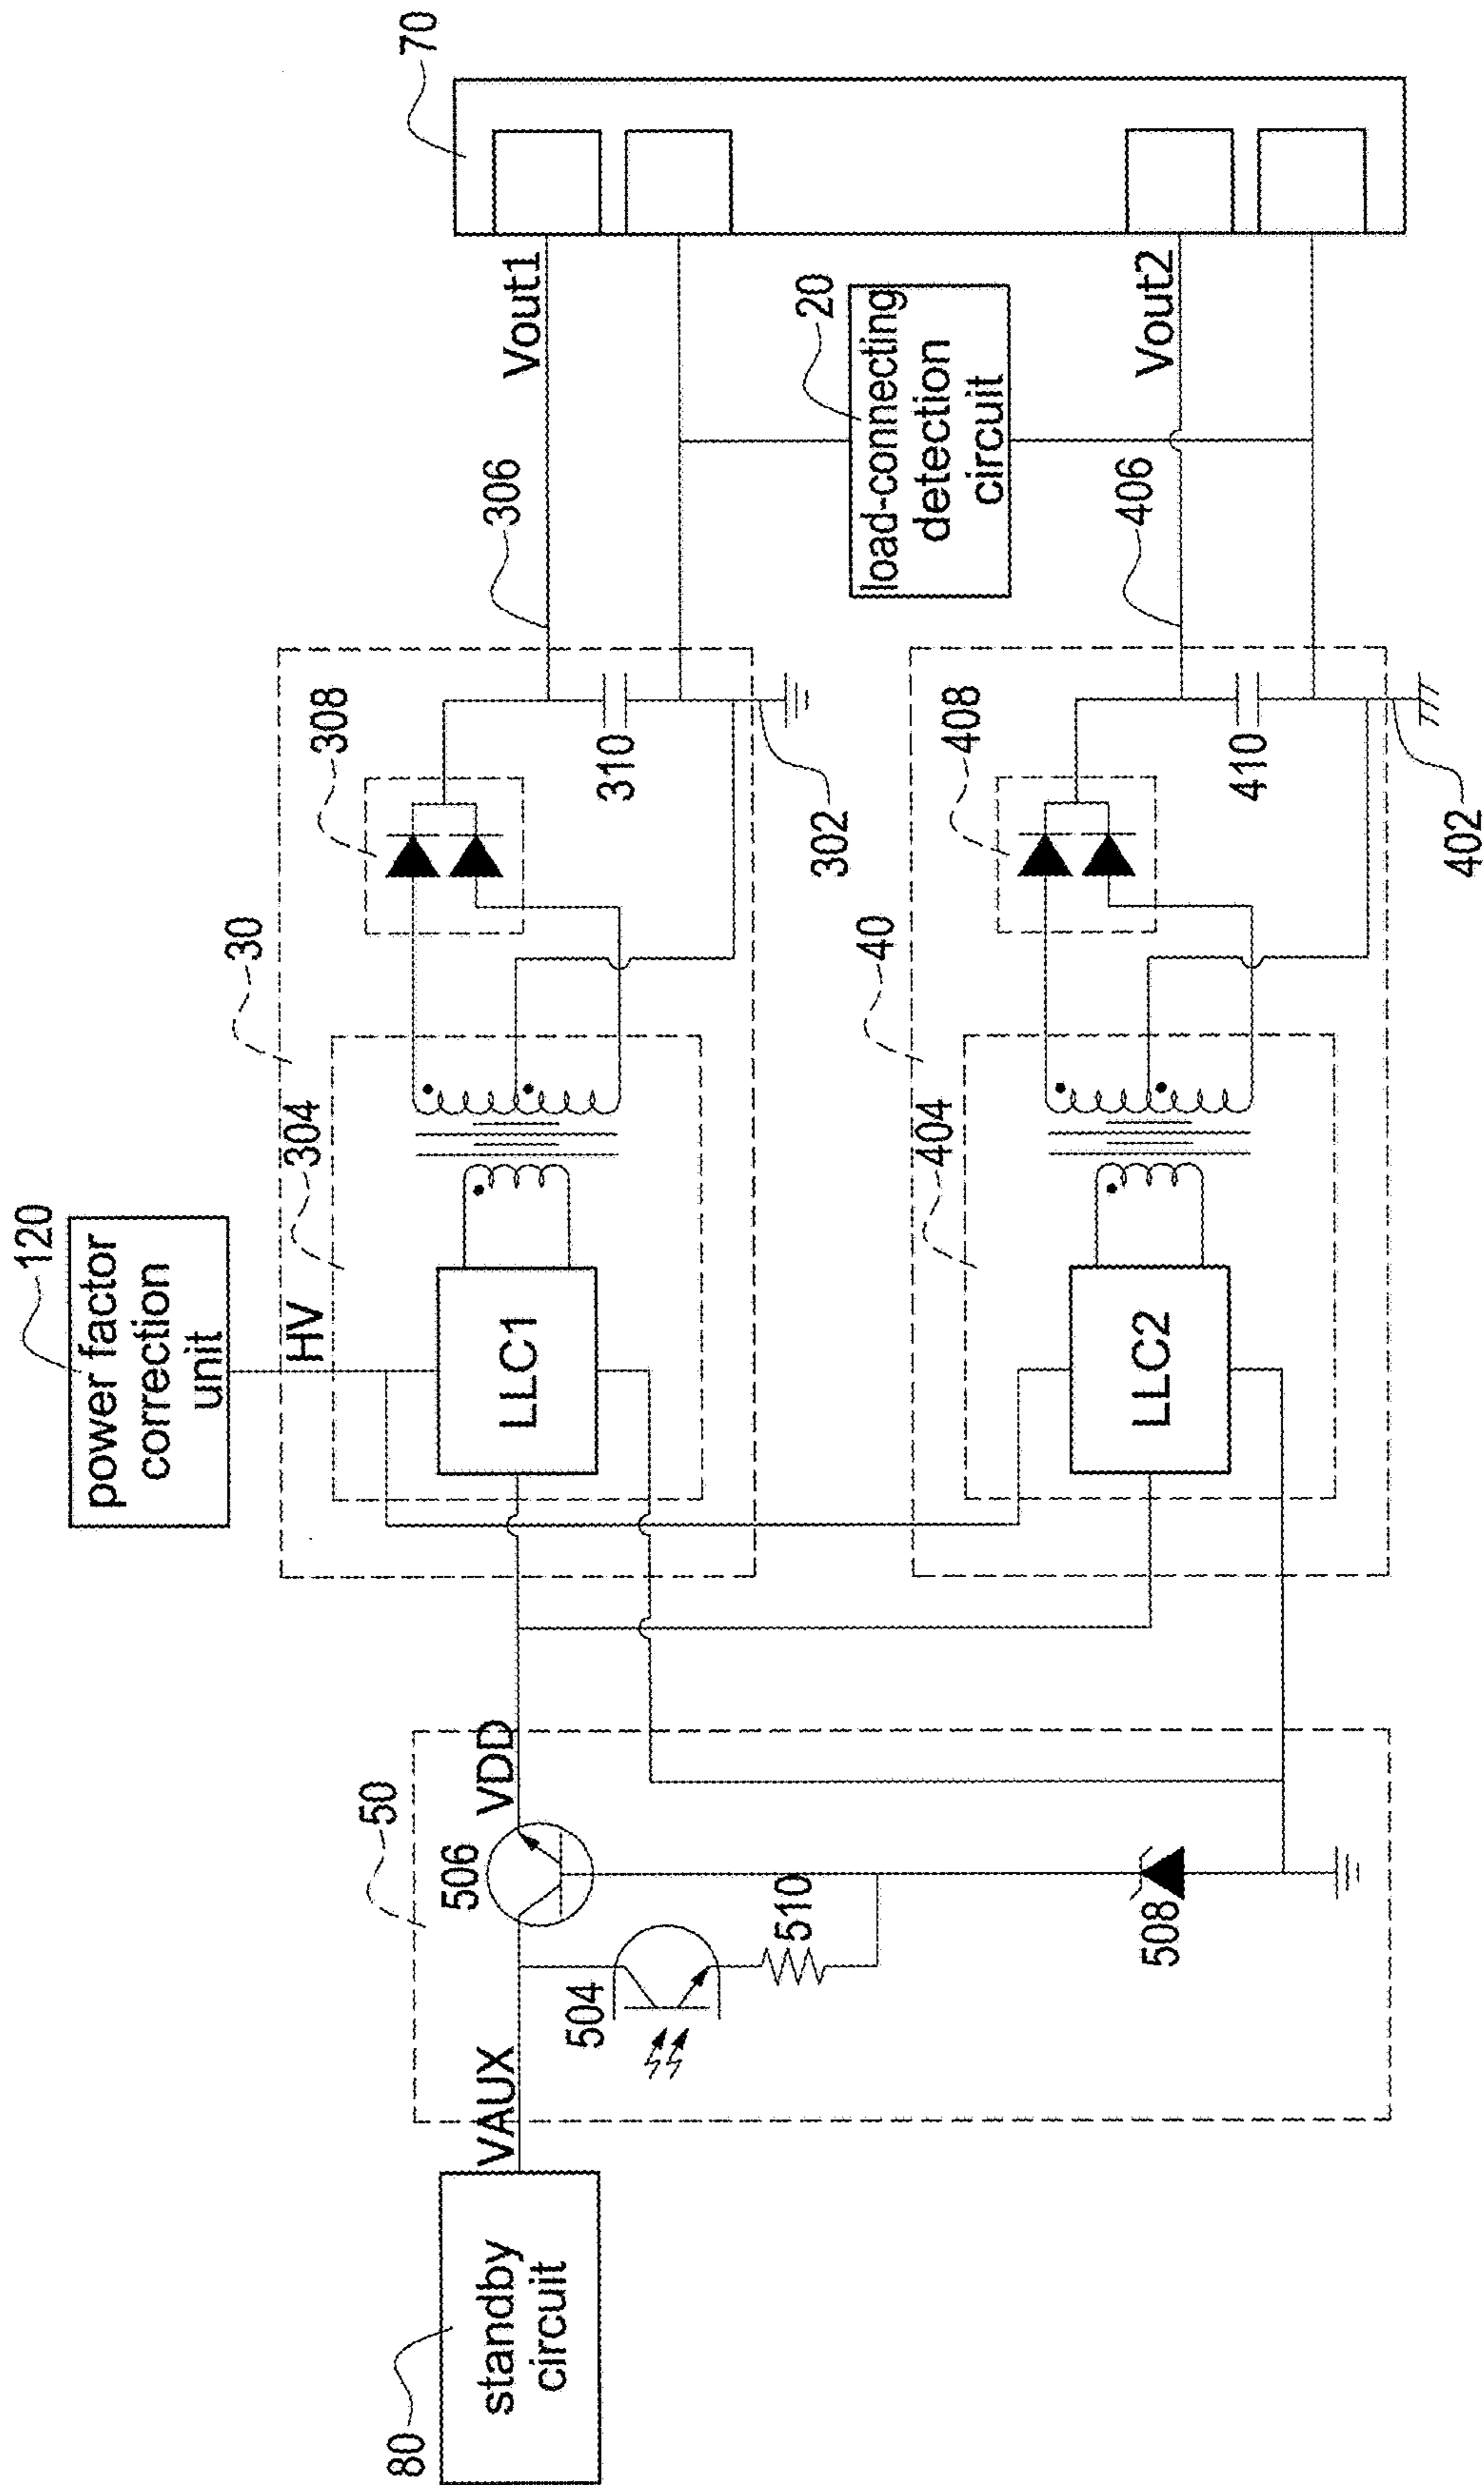 120
power factor
correction
unit
HV
30
304
LLC1
308
310
302
306
Vout1
70
20
load-connecting
detection
circuit
80
standby
circuit
VAUX
50
504
506
510
508
VDD
40
404
LLC2
408
410
402
406
Vout2